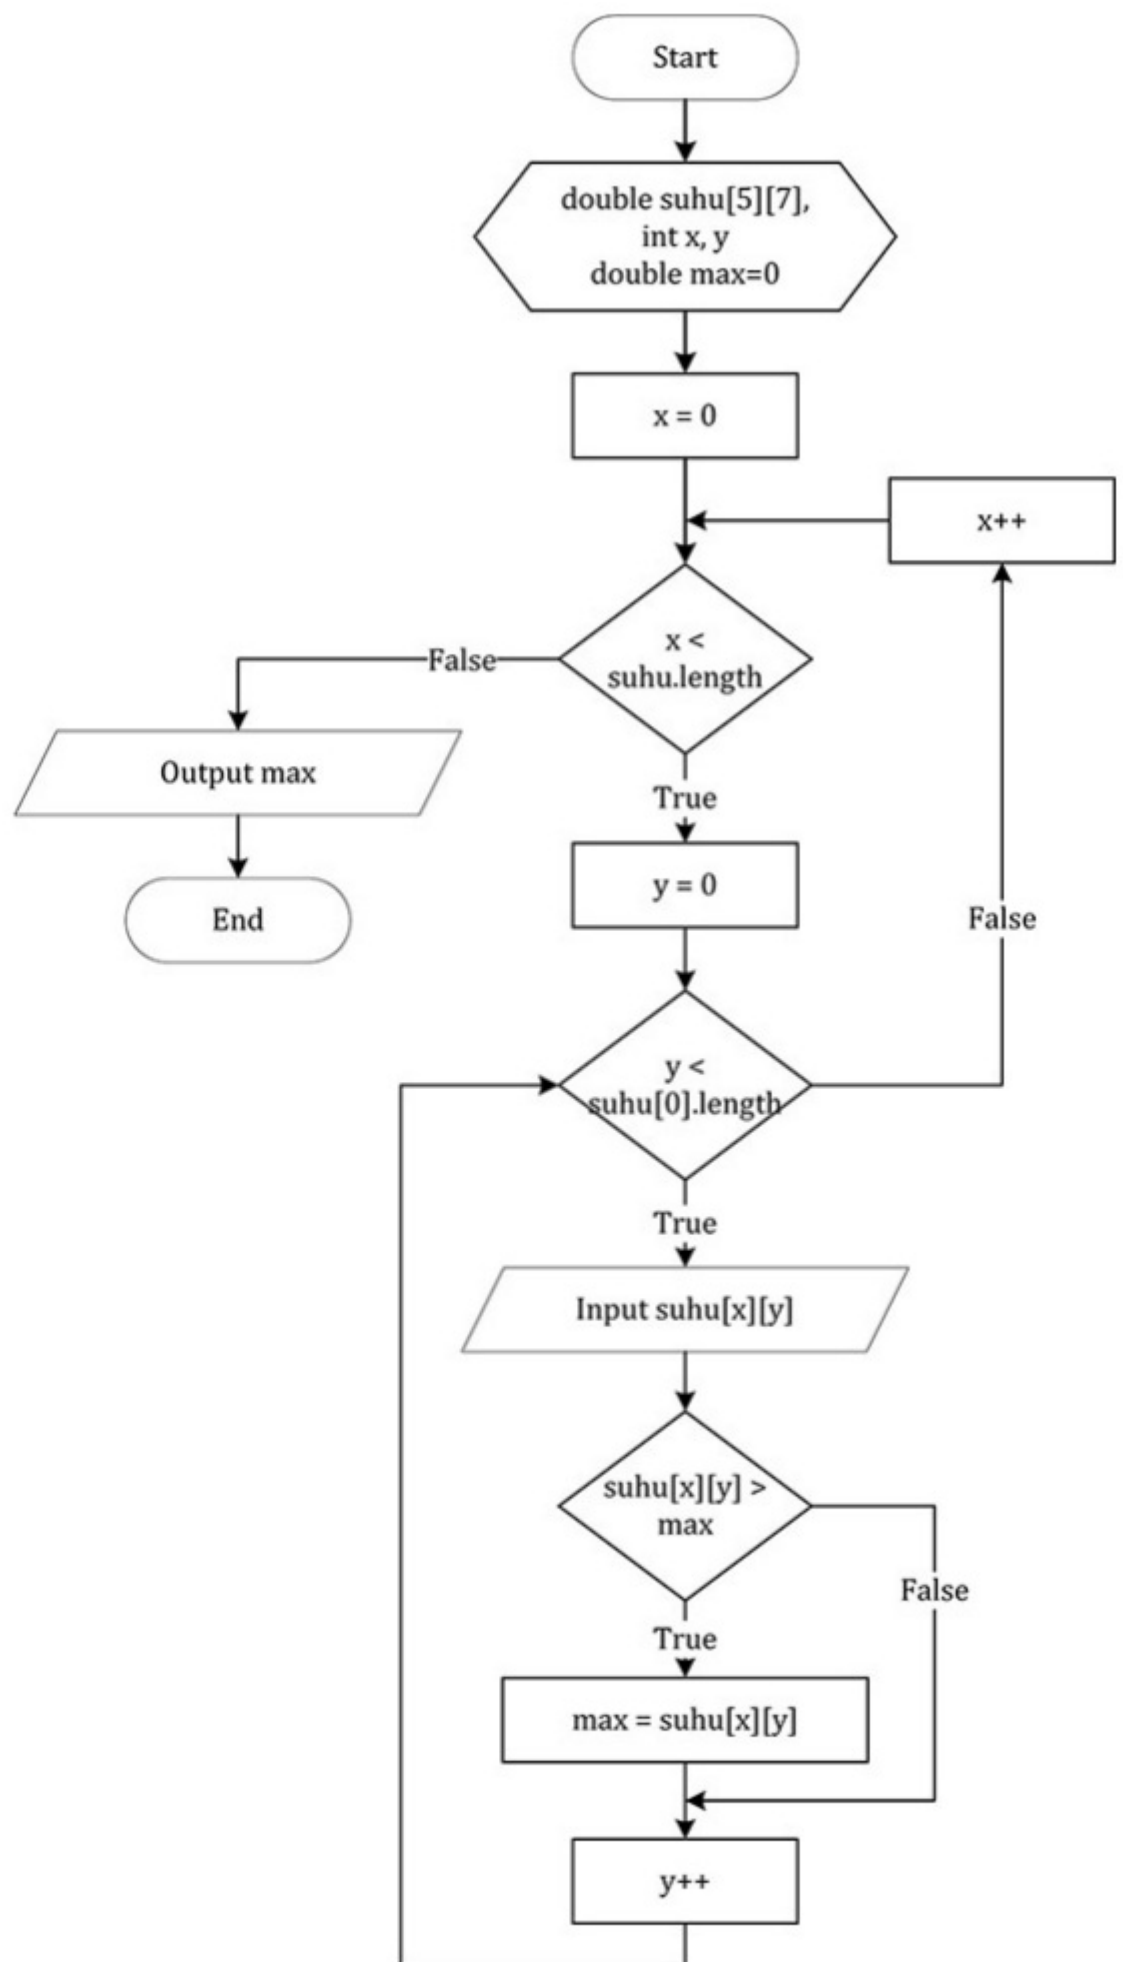 Start
double suhu[5][7],
int x, y
double max=0
x = 0
x++
x <
suhu.length
False
Output max
End
True
y = 0
False
y <
suhu[0].length
True
Input suhu[x][y]
suhu[x][y] >
max
False
True
max = suhu[x][y]
y++